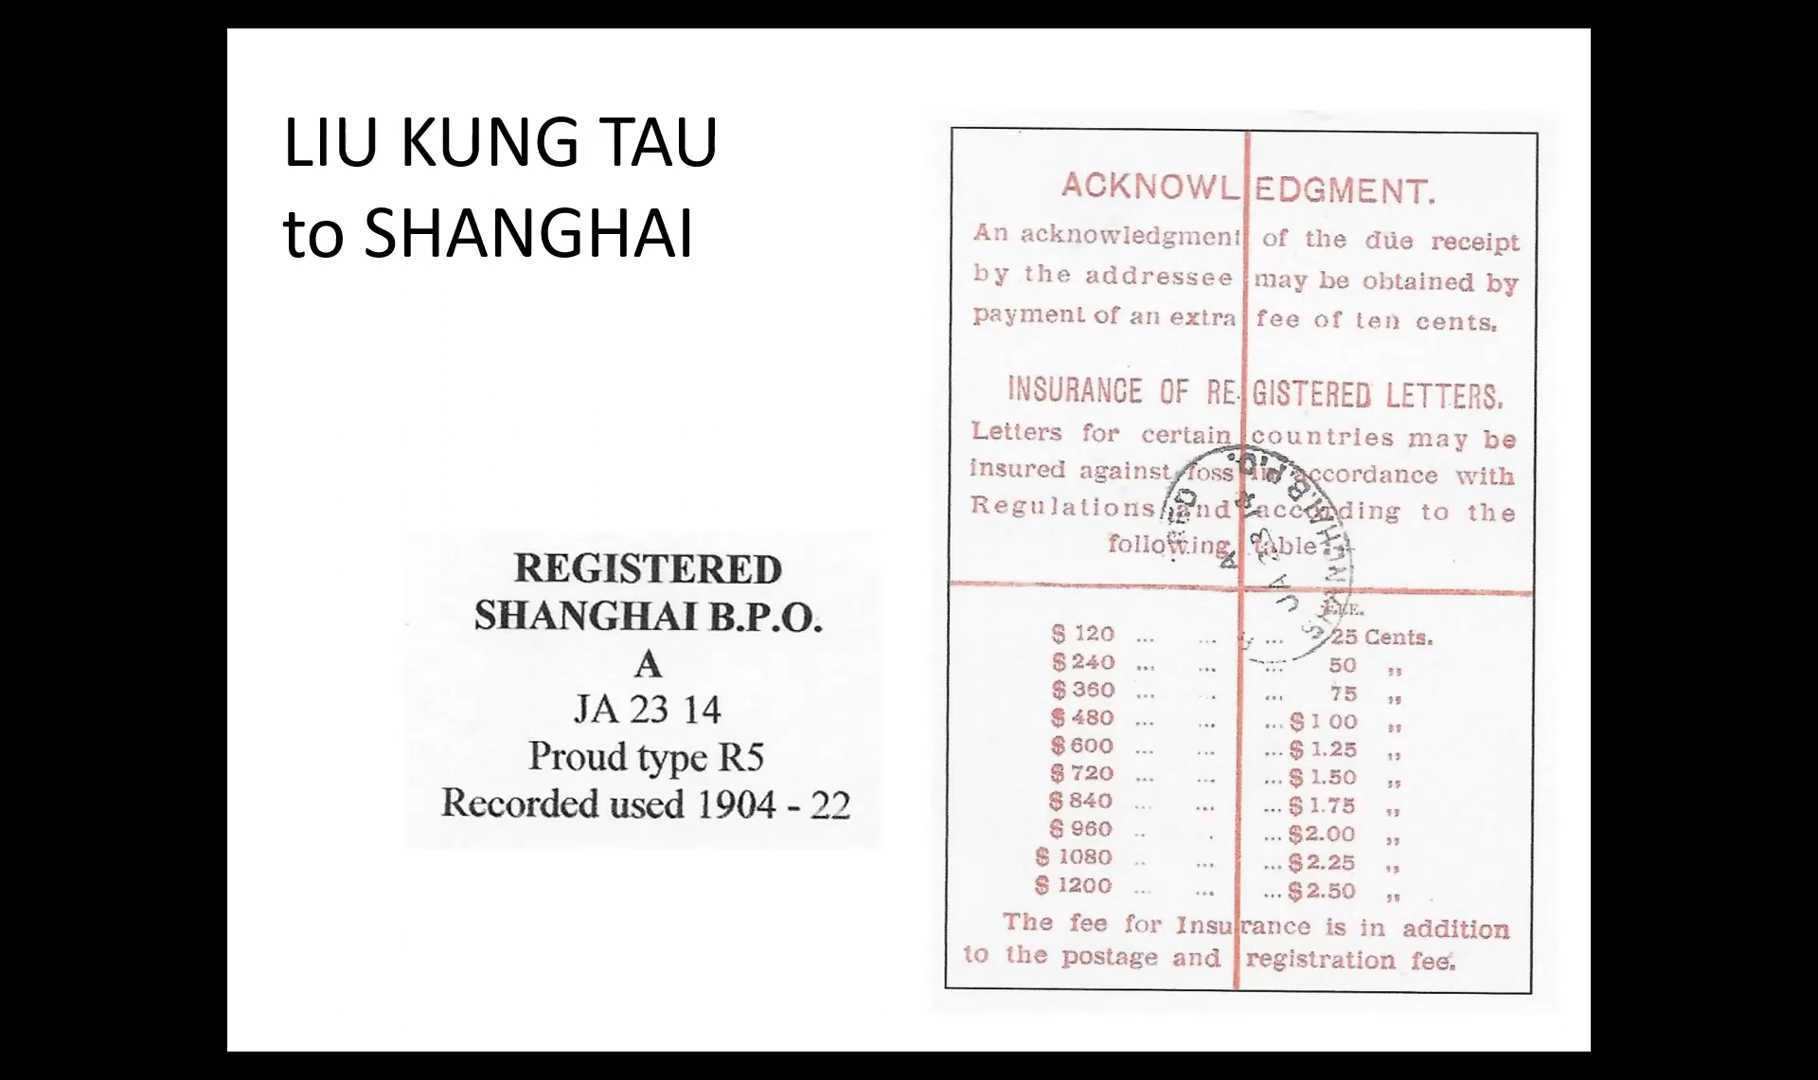 LIU KUNG TAU
to SHANGHAI
REGISTERED
SHANGHAI B.P.O.
A
JA 23 14
Proud type R5
Recorded used 1904 - 22
ACKNOWLEDGMENT.
An acknowledgment of the due receipt
by the addressee may be obtained by
payment of an extra fee of ten cents.
INSURANCE OF REGISTERED LETTERS.
Letters for certain countries may be
insured against loss in accordance with
Regulations and according to the
following table:
FEE.
$ 120 ... ... ... 25 Cents.
$ 240 ... ... ... 50 „
$ 360 ... ... ... 75 „
$ 480 ... ... ... $ 1 00 „
$ 600 ... ... ... $ 1.25 „
$ 720 ... ... ... $ 1.50 „
$ 840 ... ... ... $ 1.75 „
$ 960 .. . ... $2.00 „
$ 1080 .. ... ... $2.25 „
$ 1200 ... ... ... $2.50 „
The fee for Insurance is in addition
to the postage and registration fee.
SHANGHAI B.P.O.
A
JA 23